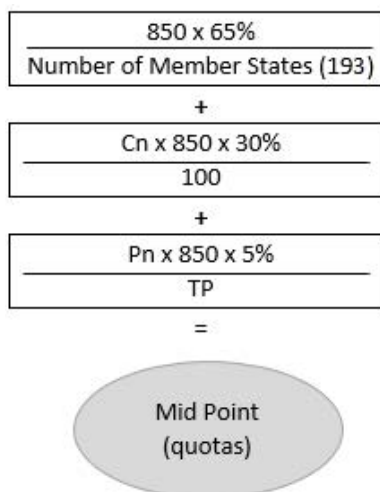 850 x 65%
Number of Member States (193)
+
Cn x 850 x 30%
100
+
Pn x 850 x 5%
TP
=
Mid Point
(quotas)